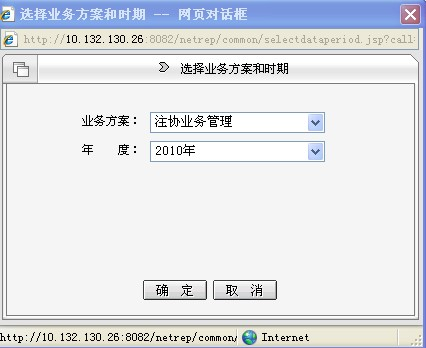 选择业务方案和时期 -- 网页对话框
http://10.132.130.26:8082/netrep/common/selectdataperiod.jsp?call
选择业务方案和时期
业务方案： 注协业务管理
年 度： 2010年
确 定 取 消
http://10.132.130.26:8082/netrep/common/ Internet